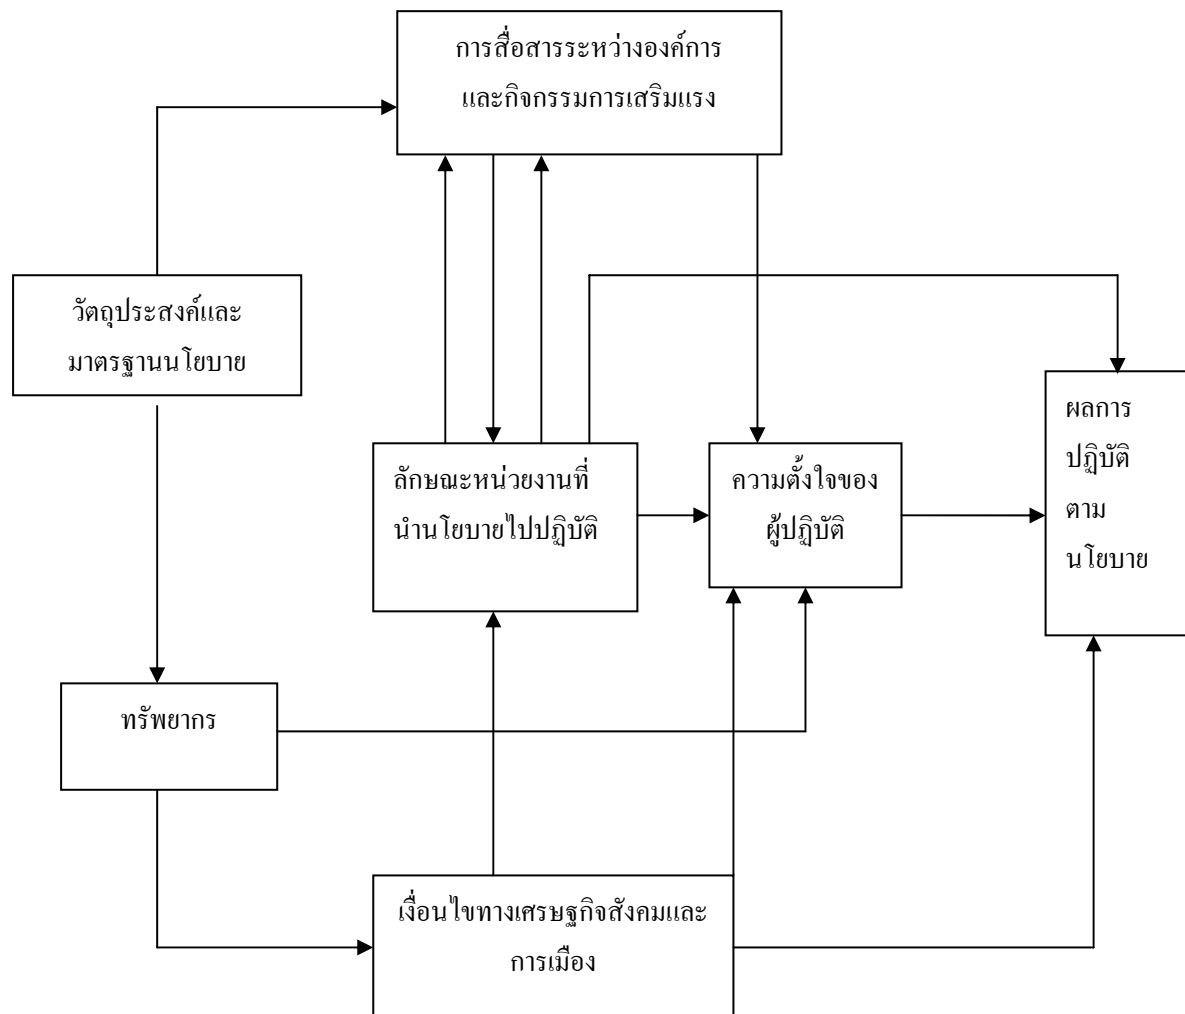 การสื่อสารระหว่างองค์การ
และกิจกรรมการเสริมแรง
วัตถุประสงค์และ
มาตรฐานนโยบาย
ลักษณะหน่วยงานที่
นำนโยบายไปปฏิบัติ
ความตั้งใจของ
ผู้ปฏิบัติ
ผลการ
ปฏิบัติ
ตาม
นโยบาย
ทรัพยากร
เงื่อนไขทางเศรษฐกิจสังคมและ
การเมือง